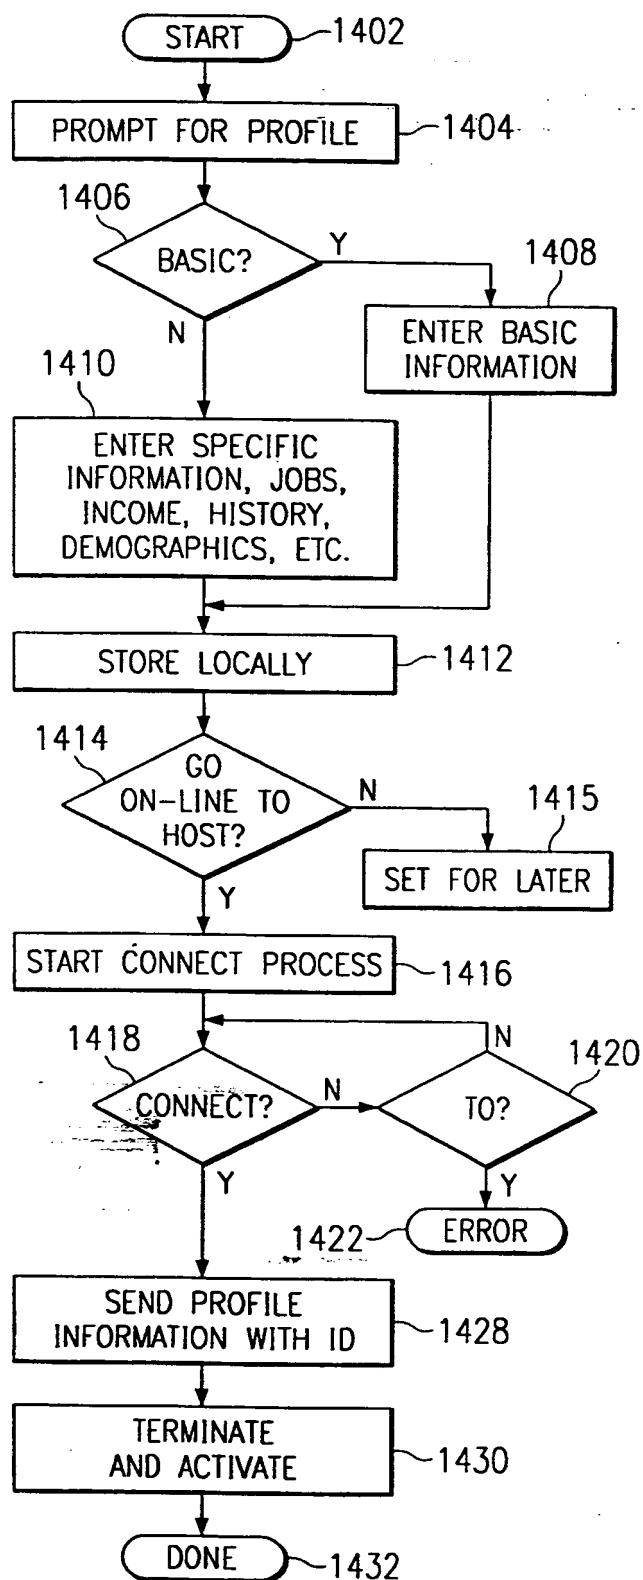 START
1402
PROMPT FOR PROFILE
1404
1406
BASIC?
Y
N
1408
ENTER BASIC
INFORMATION
1410
ENTER SPECIFIC
INFORMATION, JOBS,
INCOME, HISTORY,
DEMOGRAPHICS, ETC.
STORE LOCALLY
1412
1414
GO
ON-LINE TO
HOST?
N
Y
1415
SET FOR LATER
START CONNECT PROCESS
1416
1418
CONNECT?
N
Y
N
1420
TO?
Y
1422
ERROR
SEND PROFILE
INFORMATION WITH ID
1428
TERMINATE
AND ACTIVATE
1430
DONE
1432